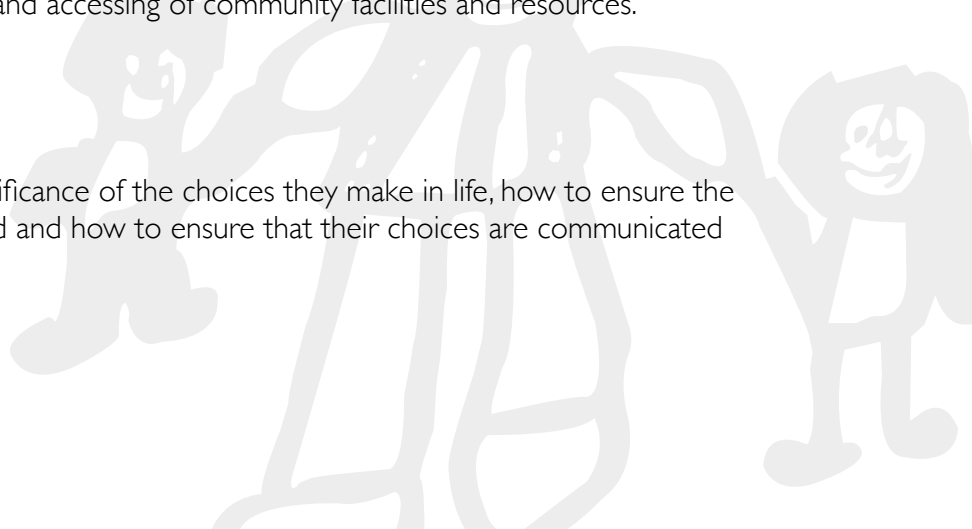 and accessing of community facilities and resources.
of the choices they make in life, how to ensure the
and how to ensure that their choices are communicated